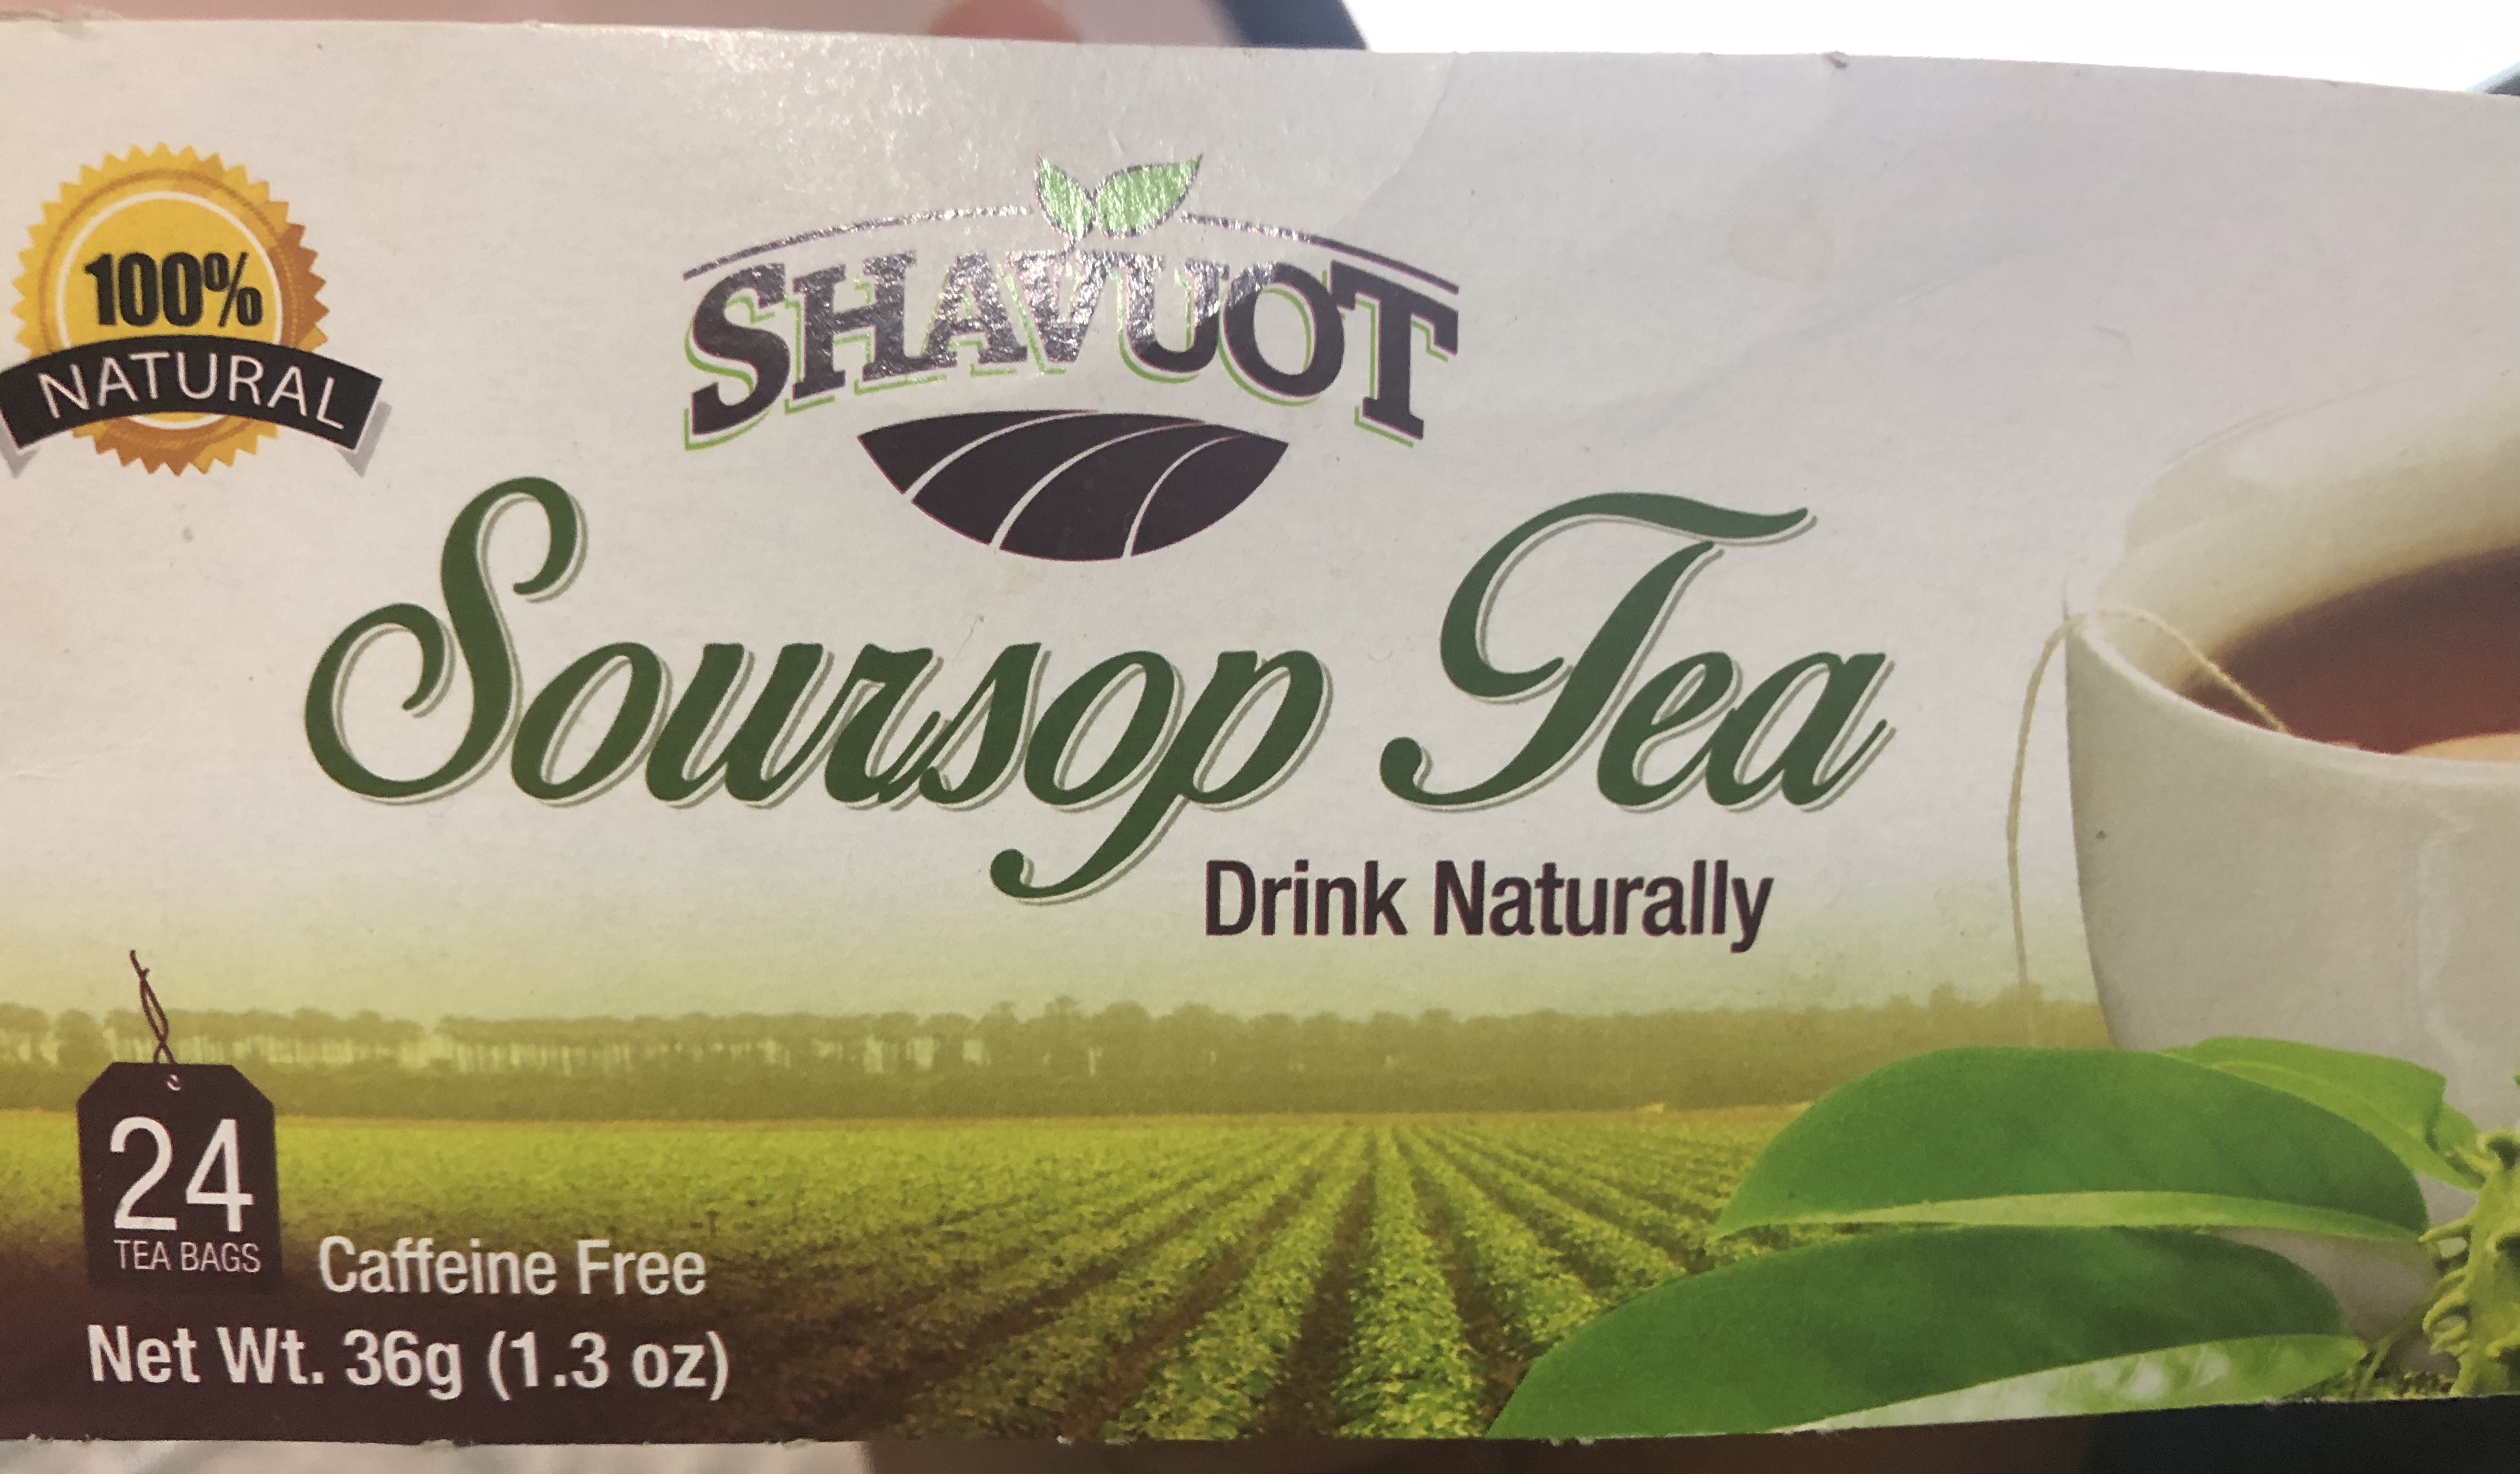 100%
NATURAL
SHAVUOT
Soursop Tea
Drink Naturally
24
TEA BAGS
Caffeine Free
Net Wt. 36g (1.3 oz)